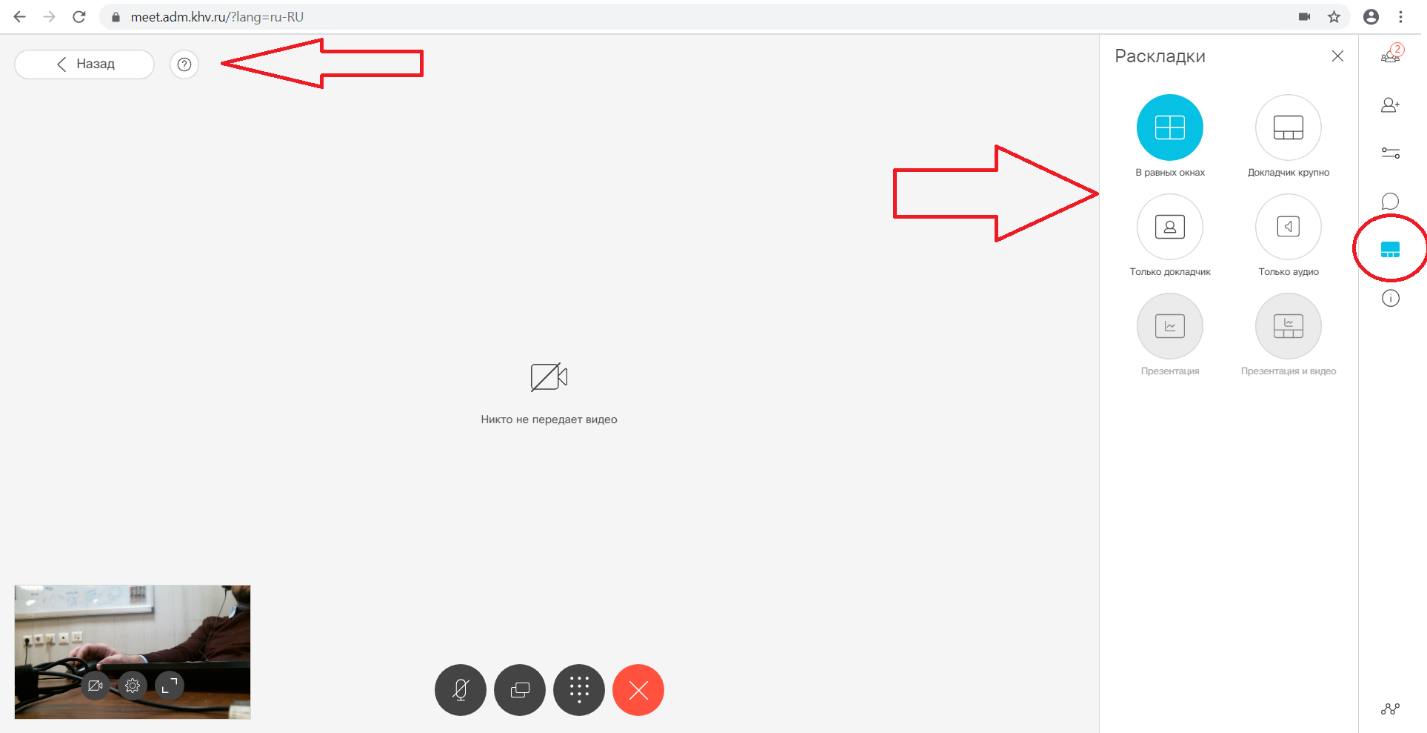 meet.adm.khv.ru/?lang=ru-RU
Назад
Раскладки
2
В равных окнах
Докладчик крупно
Только докладчик
Только аудио
Презентация
Презентация и видео
Никто не передает видео